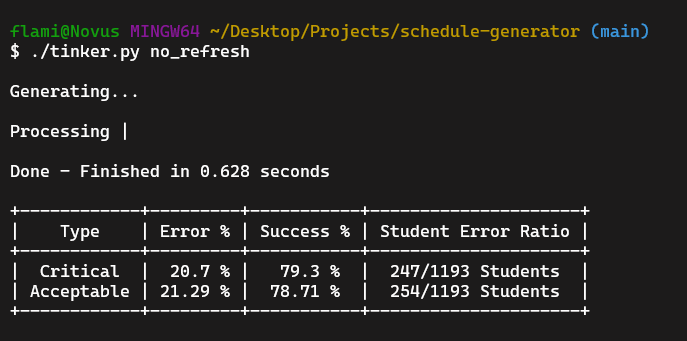 flami@Novus MINGW64 ~/Desktop/Projects/schedule-generator (main)
$ ./tinker.py no_refresh
Generating...
Processing |
Done - Finished in 0.628 seconds
+------------+---------+-----------+---------------------+
|    Type    | Error % | Success % | Student Error Ratio |
+------------+---------+-----------+---------------------+
|  Critical  |  20.7 % |   79.3 %  |  247/1193 Students  |
| Acceptable | 21.29 % |  78.71 %  |  254/1193 Students  |
+------------+---------+-----------+---------------------+